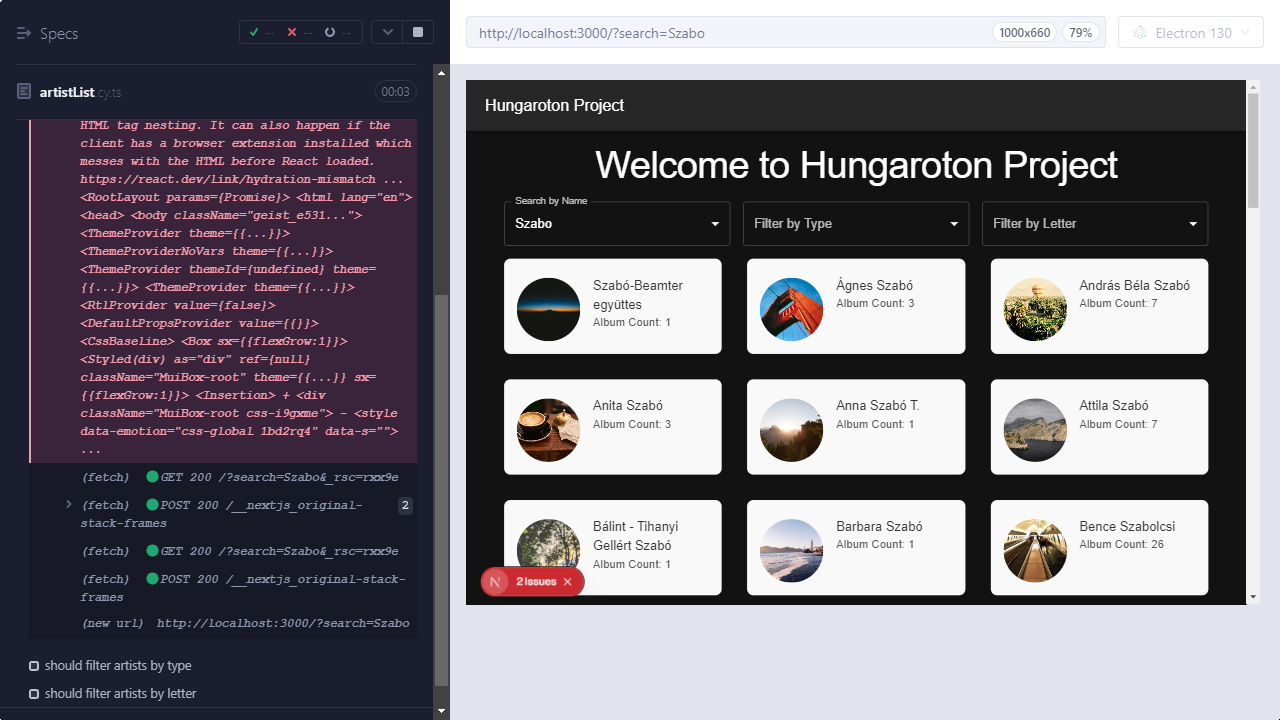 Specs
-- -- --
artistList.cy.ts
00:03
HTML tag nesting. It can also happen if the
client has a browser extension installed which
messes with the HTML before React loaded.
https://react.dev/link/hydration-mismatch ...
<RootLayout params={Promise}> <html lang="en">
<head> <body className="geist_e531...">
<ThemeProvider theme={{...}}>
<ThemeProviderNoVars theme={{...}}>
<ThemeProvider themeId={undefined} theme=
{{...}}> <ThemeProvider theme={{...}}>
<RtlProvider value={false}>
<DefaultPropsProvider value={{}}>
<CssBaseline> <Box sx={{flexGrow:1}}>
<Styled(div) as="div" ref={null}
className="MuiBox-root" theme={{...}} sx=
{{flexGrow:1}}> <Insertion> + <div
className="MuiBox-root css-i9gxme"> - <style
data-emotion="css-global 1bd2rq4" data-s="">
...
(fetch) GET 200 /?search=Szabo&_rsc=rxx9e
(fetch) POST 200 /__nextjs_original-
stack-frames
2
(fetch) GET 200 /?search=Szabo&_rsc=rxx9e
(fetch) POST 200 /__nextjs_original-stack-
frames
(new url) http://localhost:3000/?search=Szabo
should filter artists by type
should filter artists by letter
http://localhost:3000/?search=Szabo
1000x660
79%
Electron 130
Hungaroton Project
Welcome to Hungaroton Project
Search by Name
Szabo
Filter by Type
Filter by Letter
Szabó-Beamter
együttes
Album Count: 1
Ágnes Szabó
Album Count: 3
András Béla Szabó
Album Count: 7
Anita Szabó
Album Count: 3
Anna Szabó T.
Album Count: 1
Attila Szabó
Album Count: 7
Bálint - Tihanyi
Gellért Szabó
Album Count: 1
Barbara Szabó
Album Count: 1
Bence Szabolcsi
Album Count: 26
N 2 Issues